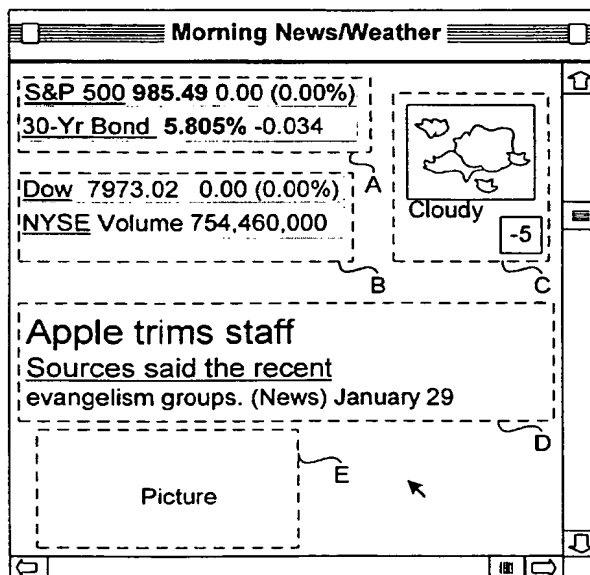 Morning News/Weather
S&P 500 985.49 0.00 (0.00%)
30-Yr Bond 5.805% -0.034
A
Dow 7973.02 0.00 (0.00%)
NYSE Volume 754,460,000
B
Cloudy
-5
C
Apple trims staff
Sources said the recent
evangelism groups. (News) January 29
D
Picture
E